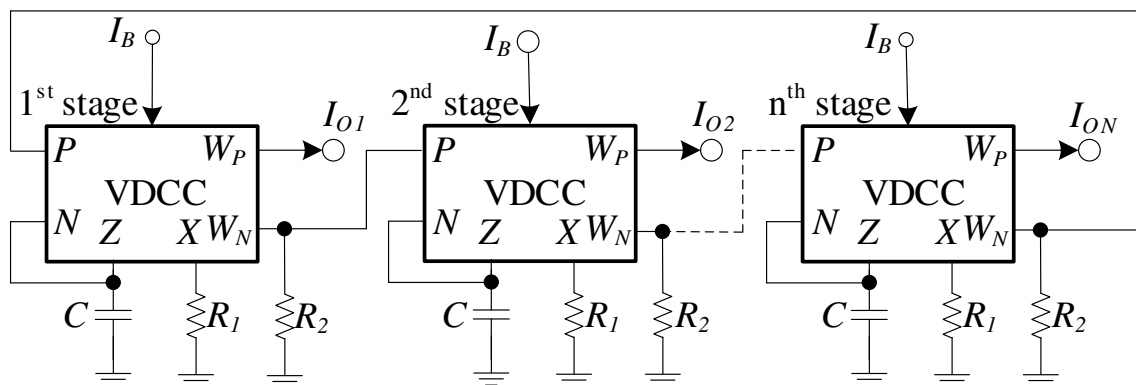 I_B I_B I_B
1st stage 2nd stage nth stage
I_O1 I_O2 I_ON
P W_P P W_P P W_P
VDCC VDCC VDCC
N Z X W_N N Z X W_N N Z X W_N
C R_1 R_2 C R_1 R_2 C R_1 R_2